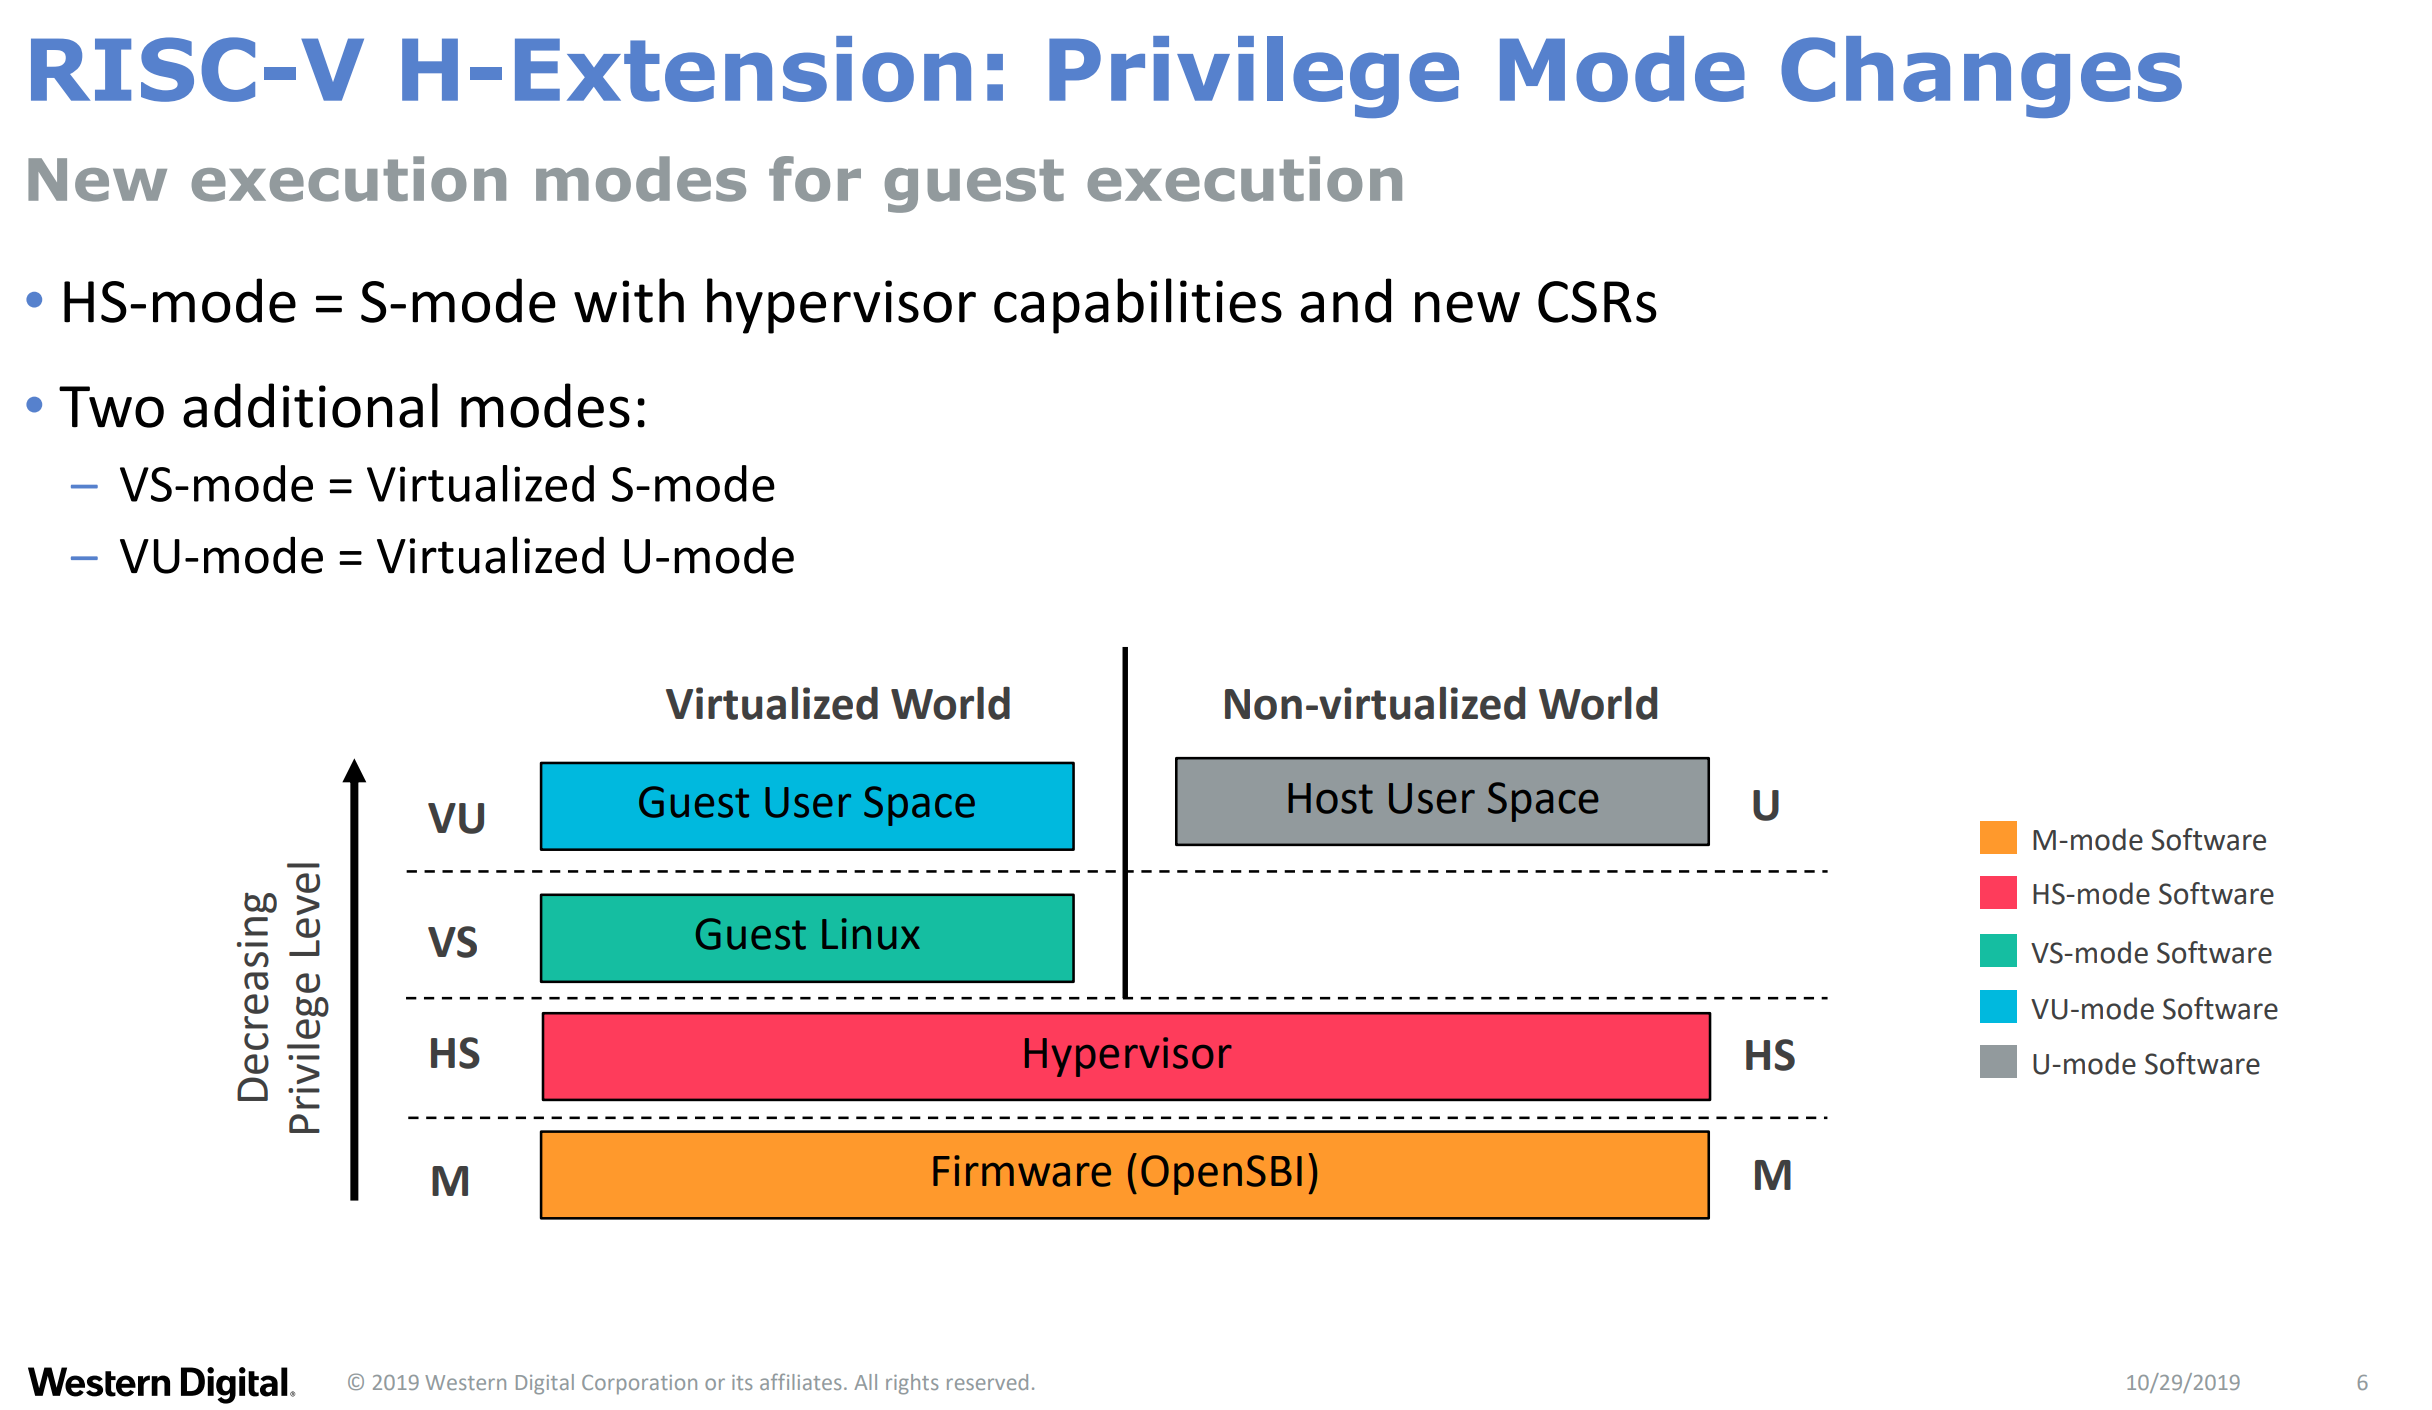 RISC-V H-Extension: Privilege Mode Changes
New execution modes for guest execution
• HS-mode = S-mode with hypervisor capabilities and new CSRs
• Two additional modes:
– VS-mode = Virtualized S-mode
– VU-mode = Virtualized U-mode
Virtualized World
Non-virtualized World
Decreasing
Privilege Level
VU
Guest User Space
Host User Space
U
VS
Guest Linux
HS
Hypervisor
HS
M
Firmware (OpenSBI)
M
M-mode Software
HS-mode Software
VS-mode Software
VU-mode Software
U-mode Software
Western Digital®
© 2019 Western Digital Corporation or its affiliates. All rights reserved.
10/29/2019
6